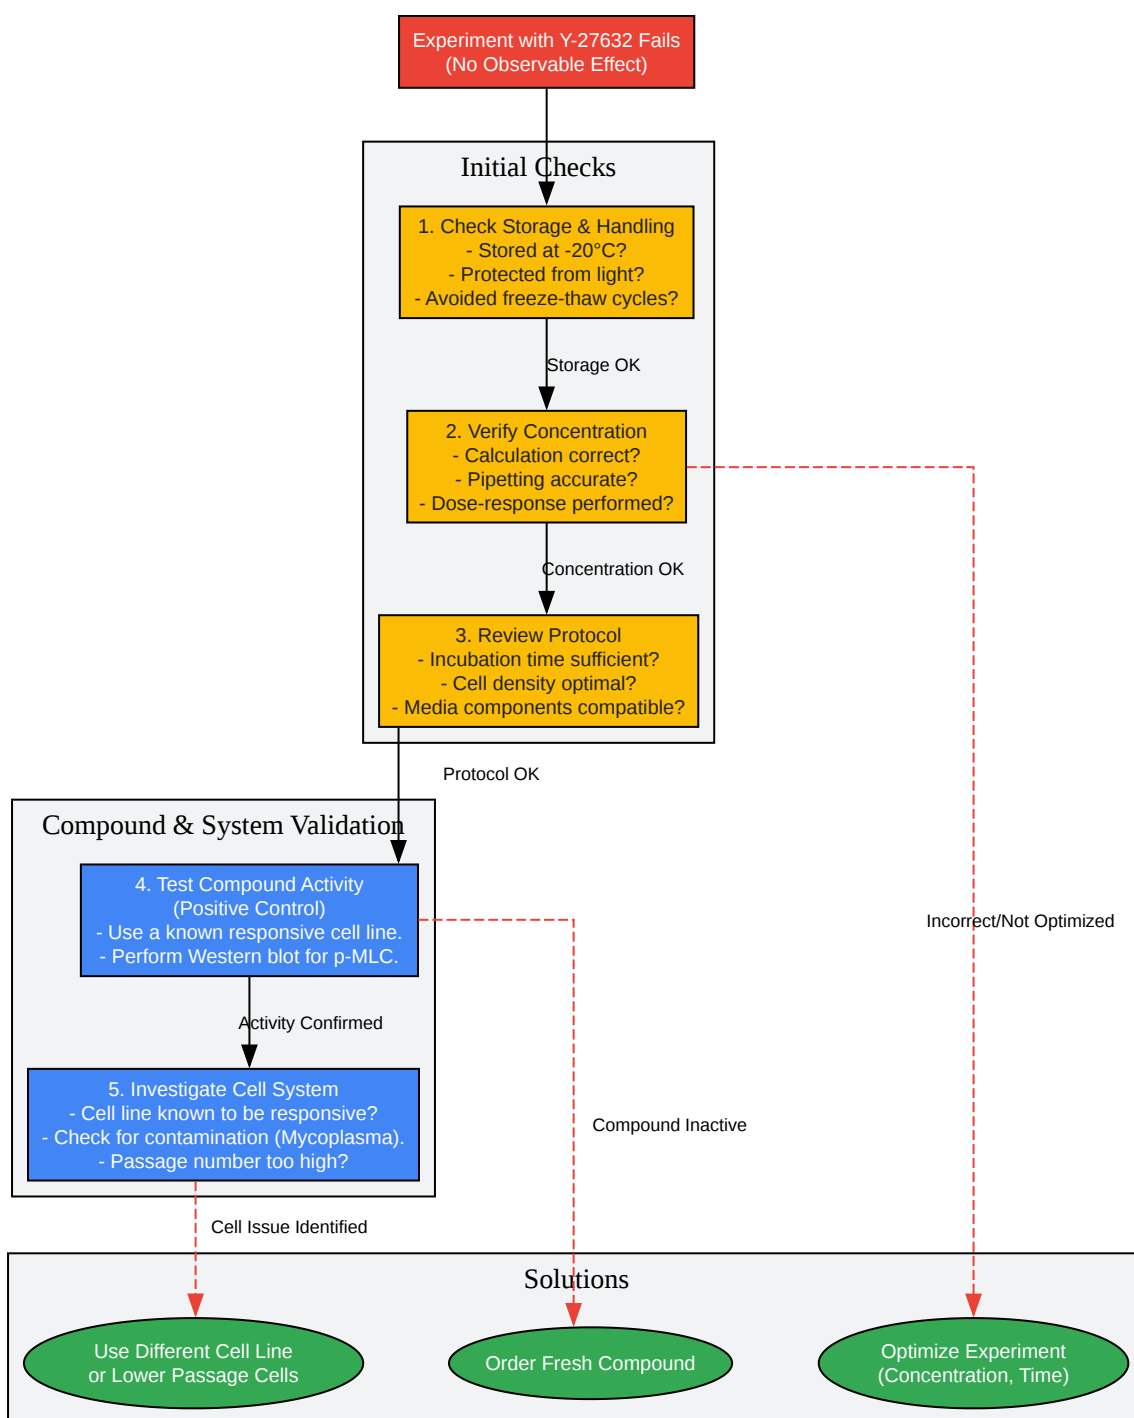 Experiment with Y-27632 Fails
(No Observable Effect)
Initial Checks
1. Check Storage & Handling
- Stored at -20°C?
- Protected from light?
- Avoided freeze-thaw cycles?
Storage OK
2. Verify Concentration
- Calculation correct?
- Pipetting accurate?
- Dose-response performed?
Concentration OK
3. Review Protocol
- Incubation time sufficient?
- Cell density optimal?
- Media components compatible?
Protocol OK
Compound & System Validation
4. Test Compound Activity
(Positive Control)
- Use a known responsive cell line.
- Perform Western blot for p-MLC.
Incorrect/Not Optimized
Activity Confirmed
5. Investigate Cell System
- Cell line known to be responsive?
- Check for contamination (Mycoplasma).
- Passage number too high?
Compound Inactive
Cell Issue Identified
Solutions
Use Different Cell Line
or Lower Passage Cells
Order Fresh Compound
Optimize Experiment
(Concentration, Time)